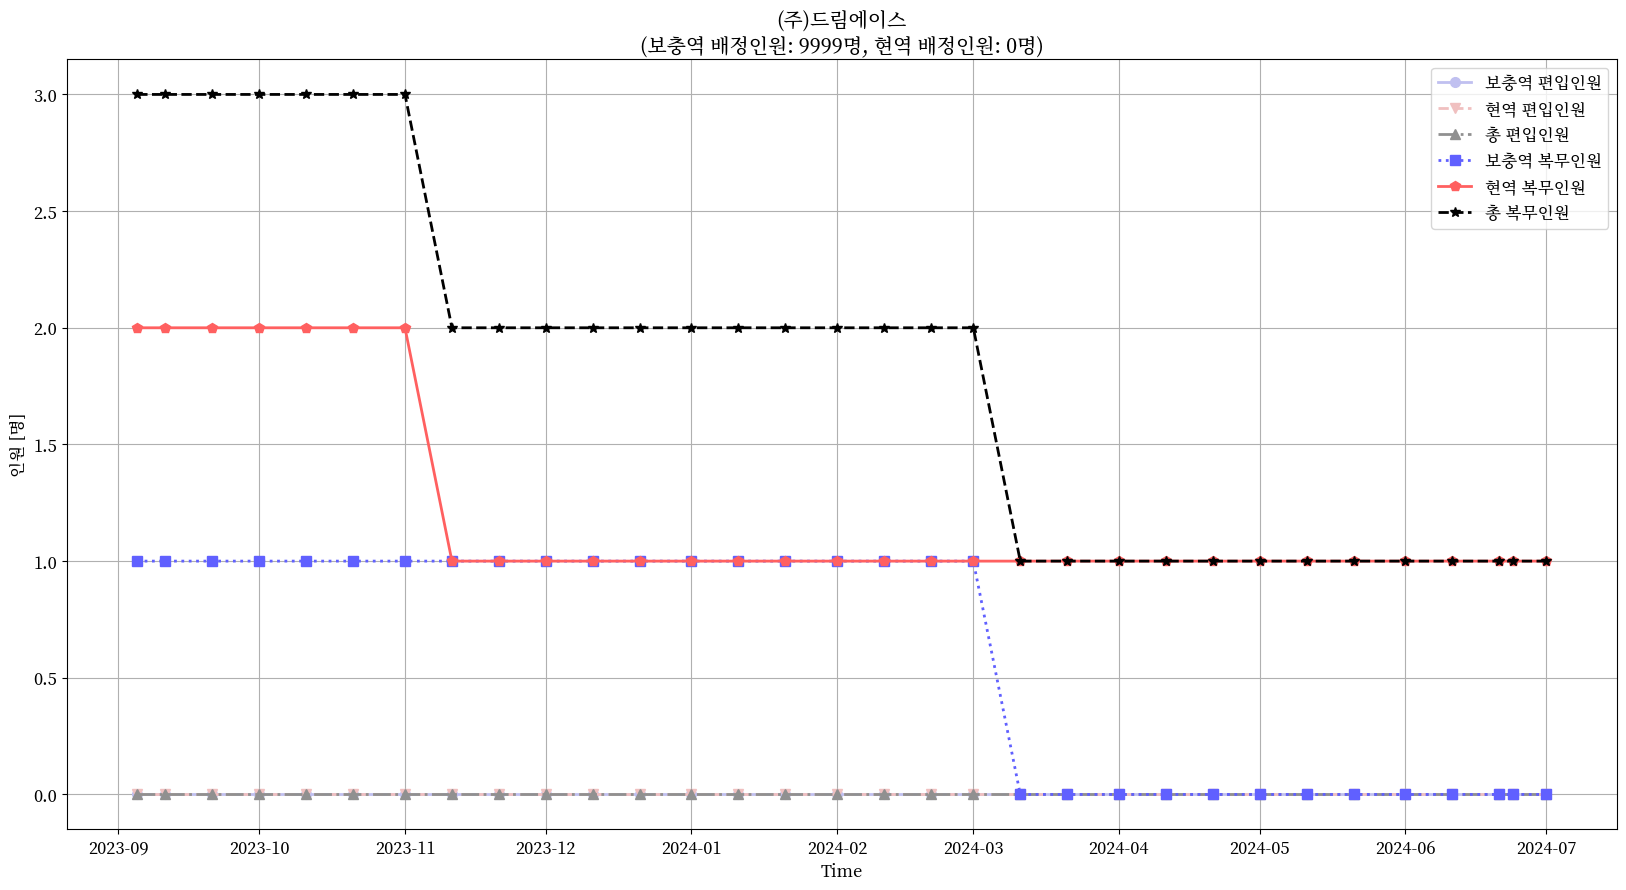 (주)드림에이스
(보충역 배정인원: 9999명, 현역 배정인원: 0명)
보충역 편입인원
현역 편입인원
총 편입인원
보충역 복무인원
현역 복무인원
총 복무인원
인원 [명]
3.0
2.5
2.0
1.5
1.0
0.5
0.0
2023-09 2023-10 2023-11 2023-12 2024-01 2024-02 2024-03 2024-04 2024-05 2024-06 2024-07
Time